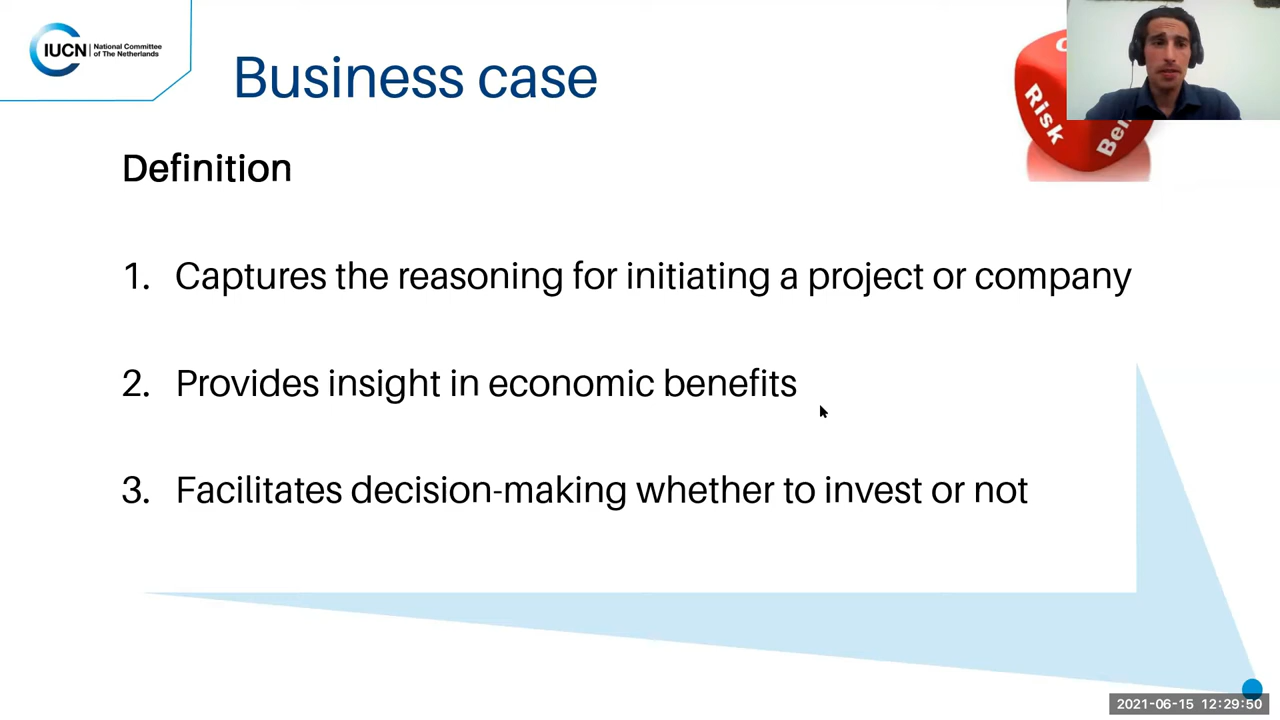 IUCN National Committee
of The Netherlands
Business case
Risk
Definition
1. Captures the reasoning for initiating a project or company
2. Provides insight in economic benefits
3. Facilitates decision-making whether to invest or not
2021-06-15 12:29:50